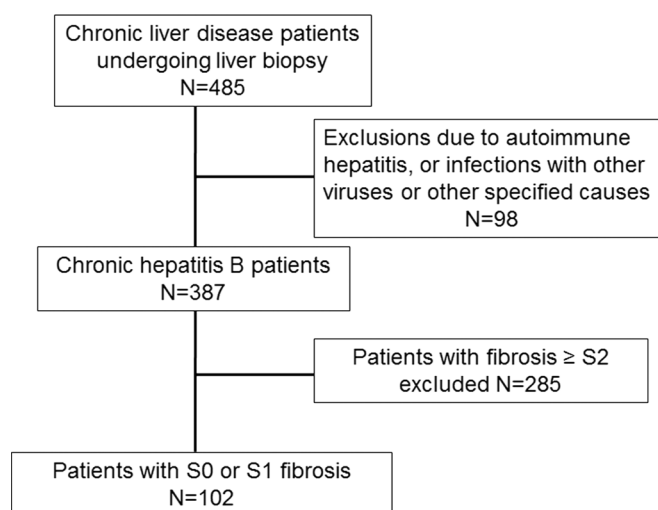 Chronic liver disease patients
undergoing liver biopsy
N=485
Exclusions due to autoimmune
hepatitis, or infections with other
viruses or other specified causes
N=98
Chronic hepatitis B patients
N=387
Patients with fibrosis ≥ S2
excluded N=285
Patients with S0 or S1 fibrosis
N=102